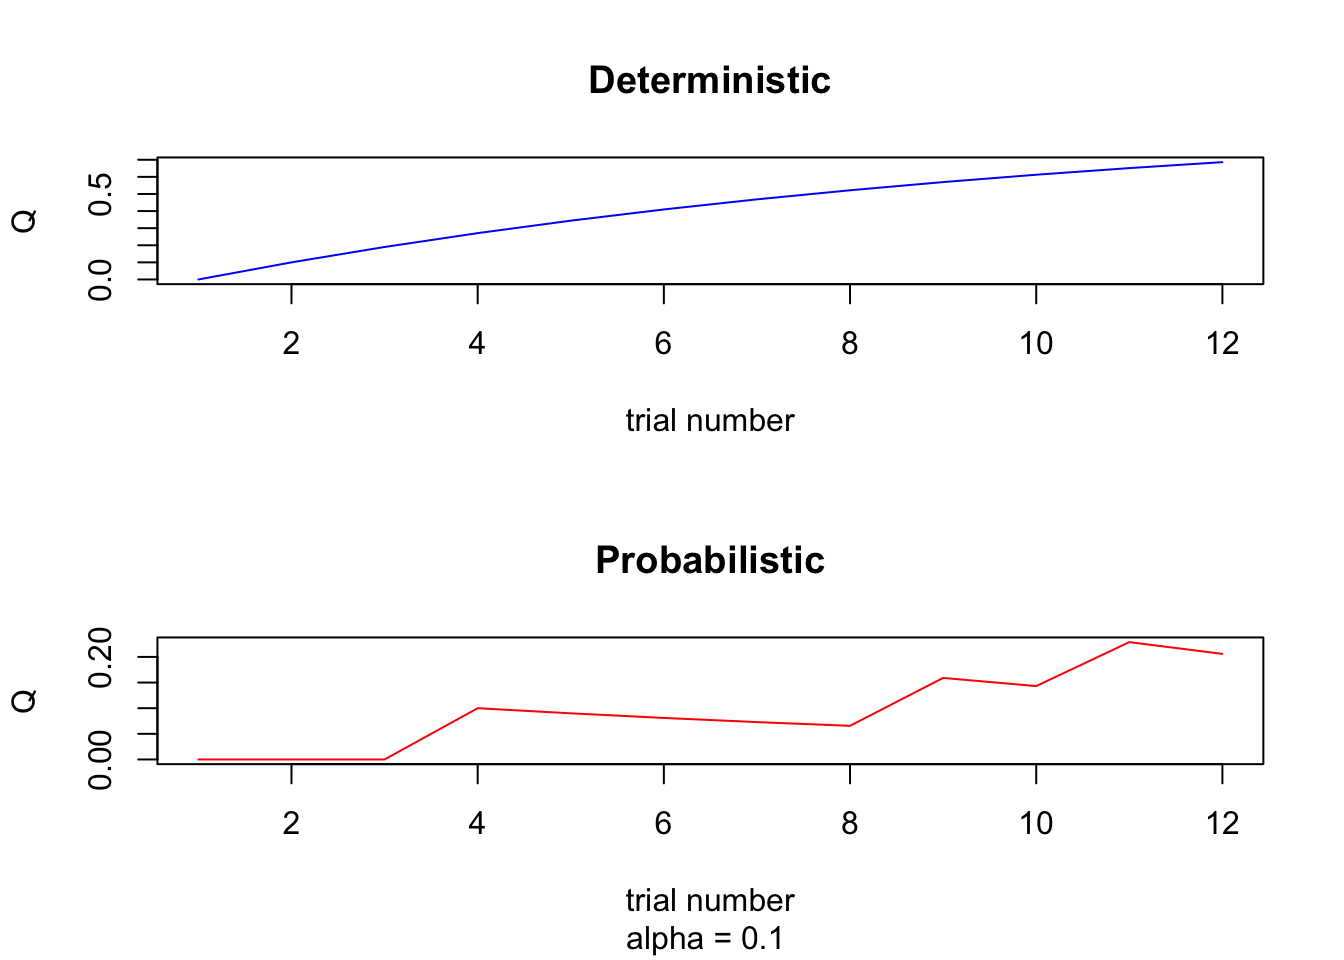 Deterministic
Q
0.5
0.0
2 4 6 8 10 12
trial number
Probabilistic
Q
0.20
0.00
2 4 6 8 10 12
trial number
alpha = 0.1